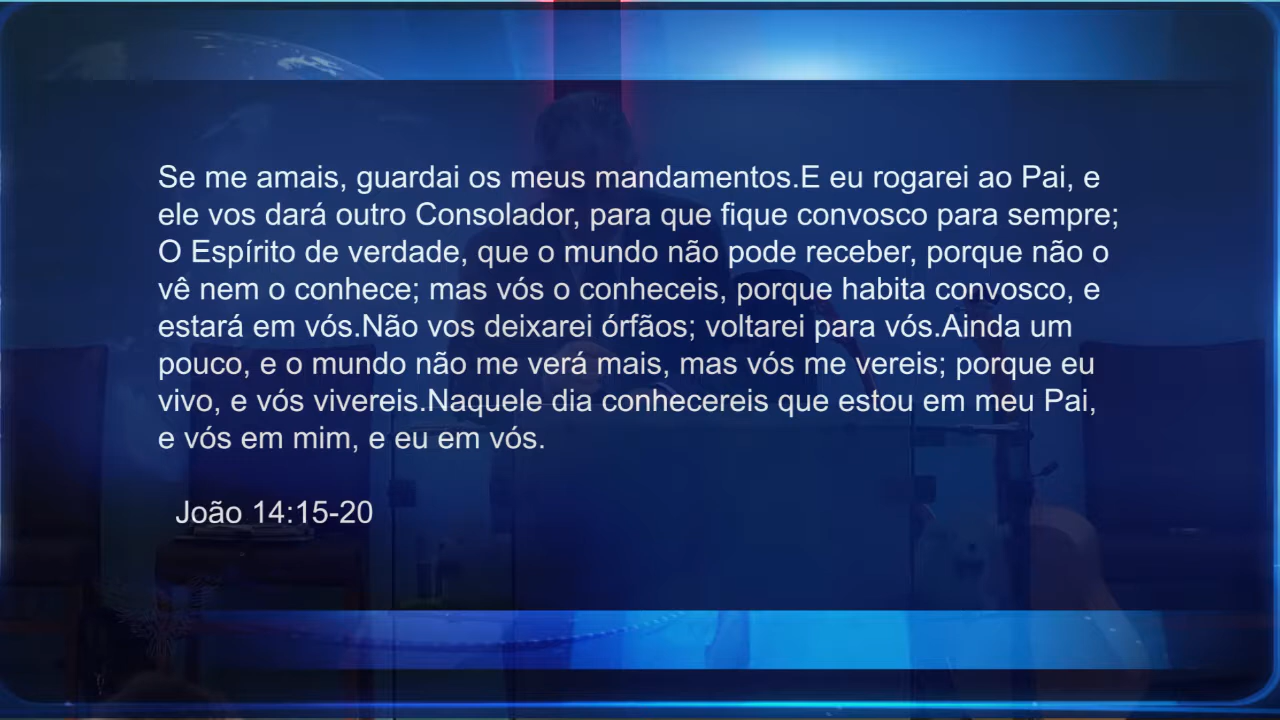 Se me amais, guardai os meus mandamentos.E eu rogarei ao Pai, e
ele vos dará outro Consolador, para que fique convosco para sempre;
O Espírito de verdade, que o mundo não pode receber, porque não o
vê nem o conhece; mas vós o conheceis, porque habita convosco, e
estará em vós.Não vos deixarei órfãos; voltarei para vós.Ainda um
pouco, e o mundo não me verá mais, mas vós me vereis; porque eu
vivo, e vós vivereis.Naquele dia conhecereis que estou em meu Pai,
e vós em mim, e eu em vós.
João 14:15-20